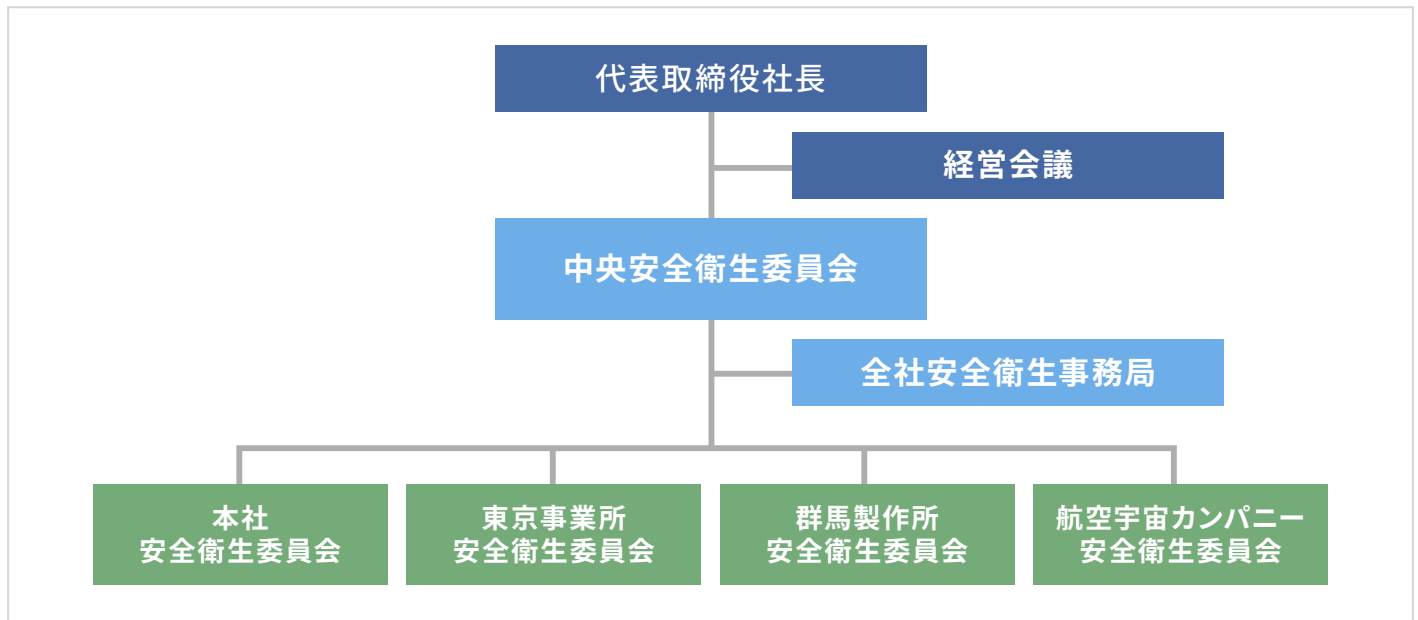 代表取締役社長
経営会議
中央安全衛生委員会
全社安全衛生事務局
本社
安全衛生委員会
東京事業所
安全衛生委員会
群馬製作所
安全衛生委員会
航空宇宙カンパニー
安全衛生委員会